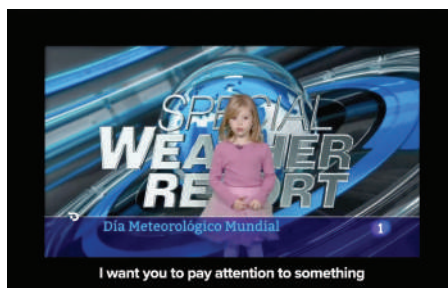 SPECIAL
WEATHER
REPORT
Día Meteorológico Mundial
1
I want you to pay attention to something